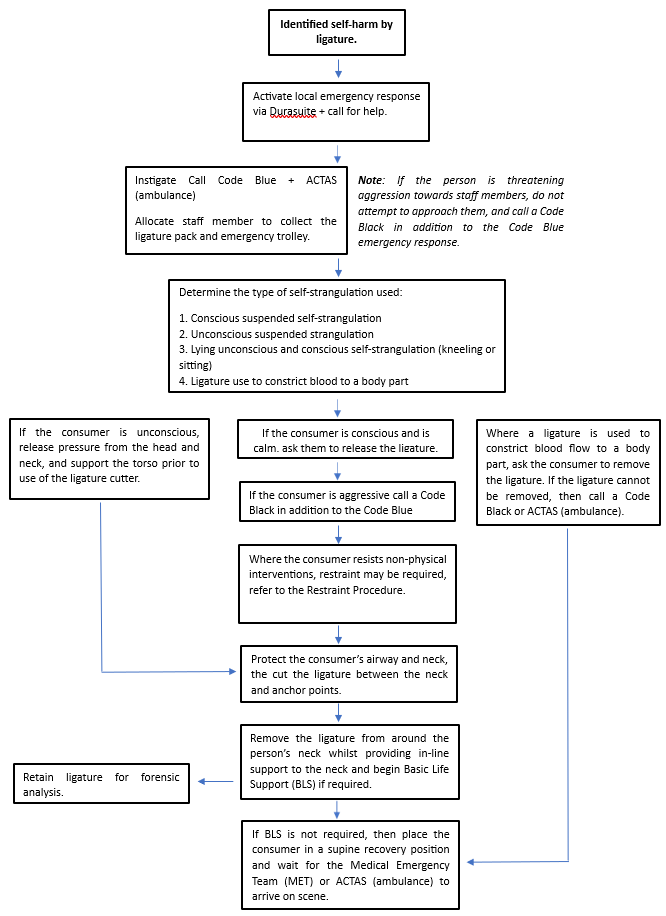 Identified self-harm by
ligature.
Activate local emergency response
via Durasuite + call for help.
Instigate Call Code Blue + ACTAS
(ambulance)
Allocate staff member to collect the
ligature pack and emergency trolley.
Note: If the person is threatening
aggression towards staff members, do not
attempt to approach them, and call a Code
Black in addition to the Code Blue
emergency response.
Determine the type of self-strangulation used:
1. Conscious suspended self-strangulation
2. Unconscious suspended strangulation
3. Lying unconscious and conscious self-strangulation (kneeling or
sitting)
4. Ligature use to constrict blood to a body part
If the consumer is unconscious,
release pressure from the head and
neck, and support the torso prior to
use of the ligature cutter.
If the consumer is conscious and is
calm, ask them to release the ligature.
Where a ligature is used to
constrict blood flow to a body
part, ask the consumer to remove
the ligature. If the ligature cannot
be removed, then call a Code
Black or ACTAS (ambulance).
If the consumer is aggressive call a Code
Black in addition to the Code Blue
Where the consumer resists non-physical
interventions, restraint may be required,
refer to the Restraint Procedure.
Protect the consumer's airway and neck,
the cut the ligature between the neck
and anchor points.
Remove the ligature from around the
person's neck whilst providing in-line
support to the neck and begin Basic Life
Support (BLS) if required.
Retain ligature for forensic
analysis.
If BLS is not required, then place the
consumer in a supine recovery position
and wait for the Medical Emergency
Team (MET) or ACTAS (ambulance) to
arrive on scene.